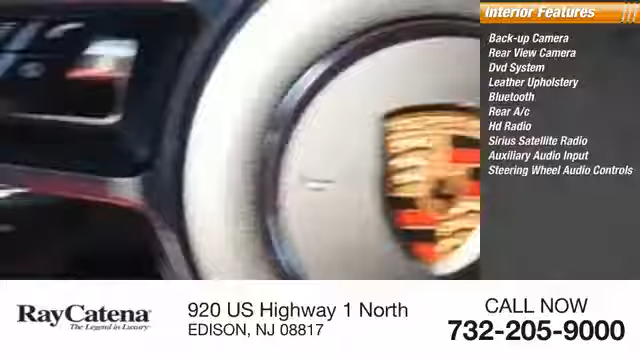 Interior Features
Back-up Camera
Rear View Camera
Dvd System
Leather Upholstery
Bluetooth
Rear A/c
Hd Radio
Sirius Satellite Radio
Auxiliary Audio Input
Steering Wheel Audio Controls
RayCatena
The Legend in Luxury
920 US Highway 1 North
EDISON, NJ 08817
CALL NOW
732-205-9000